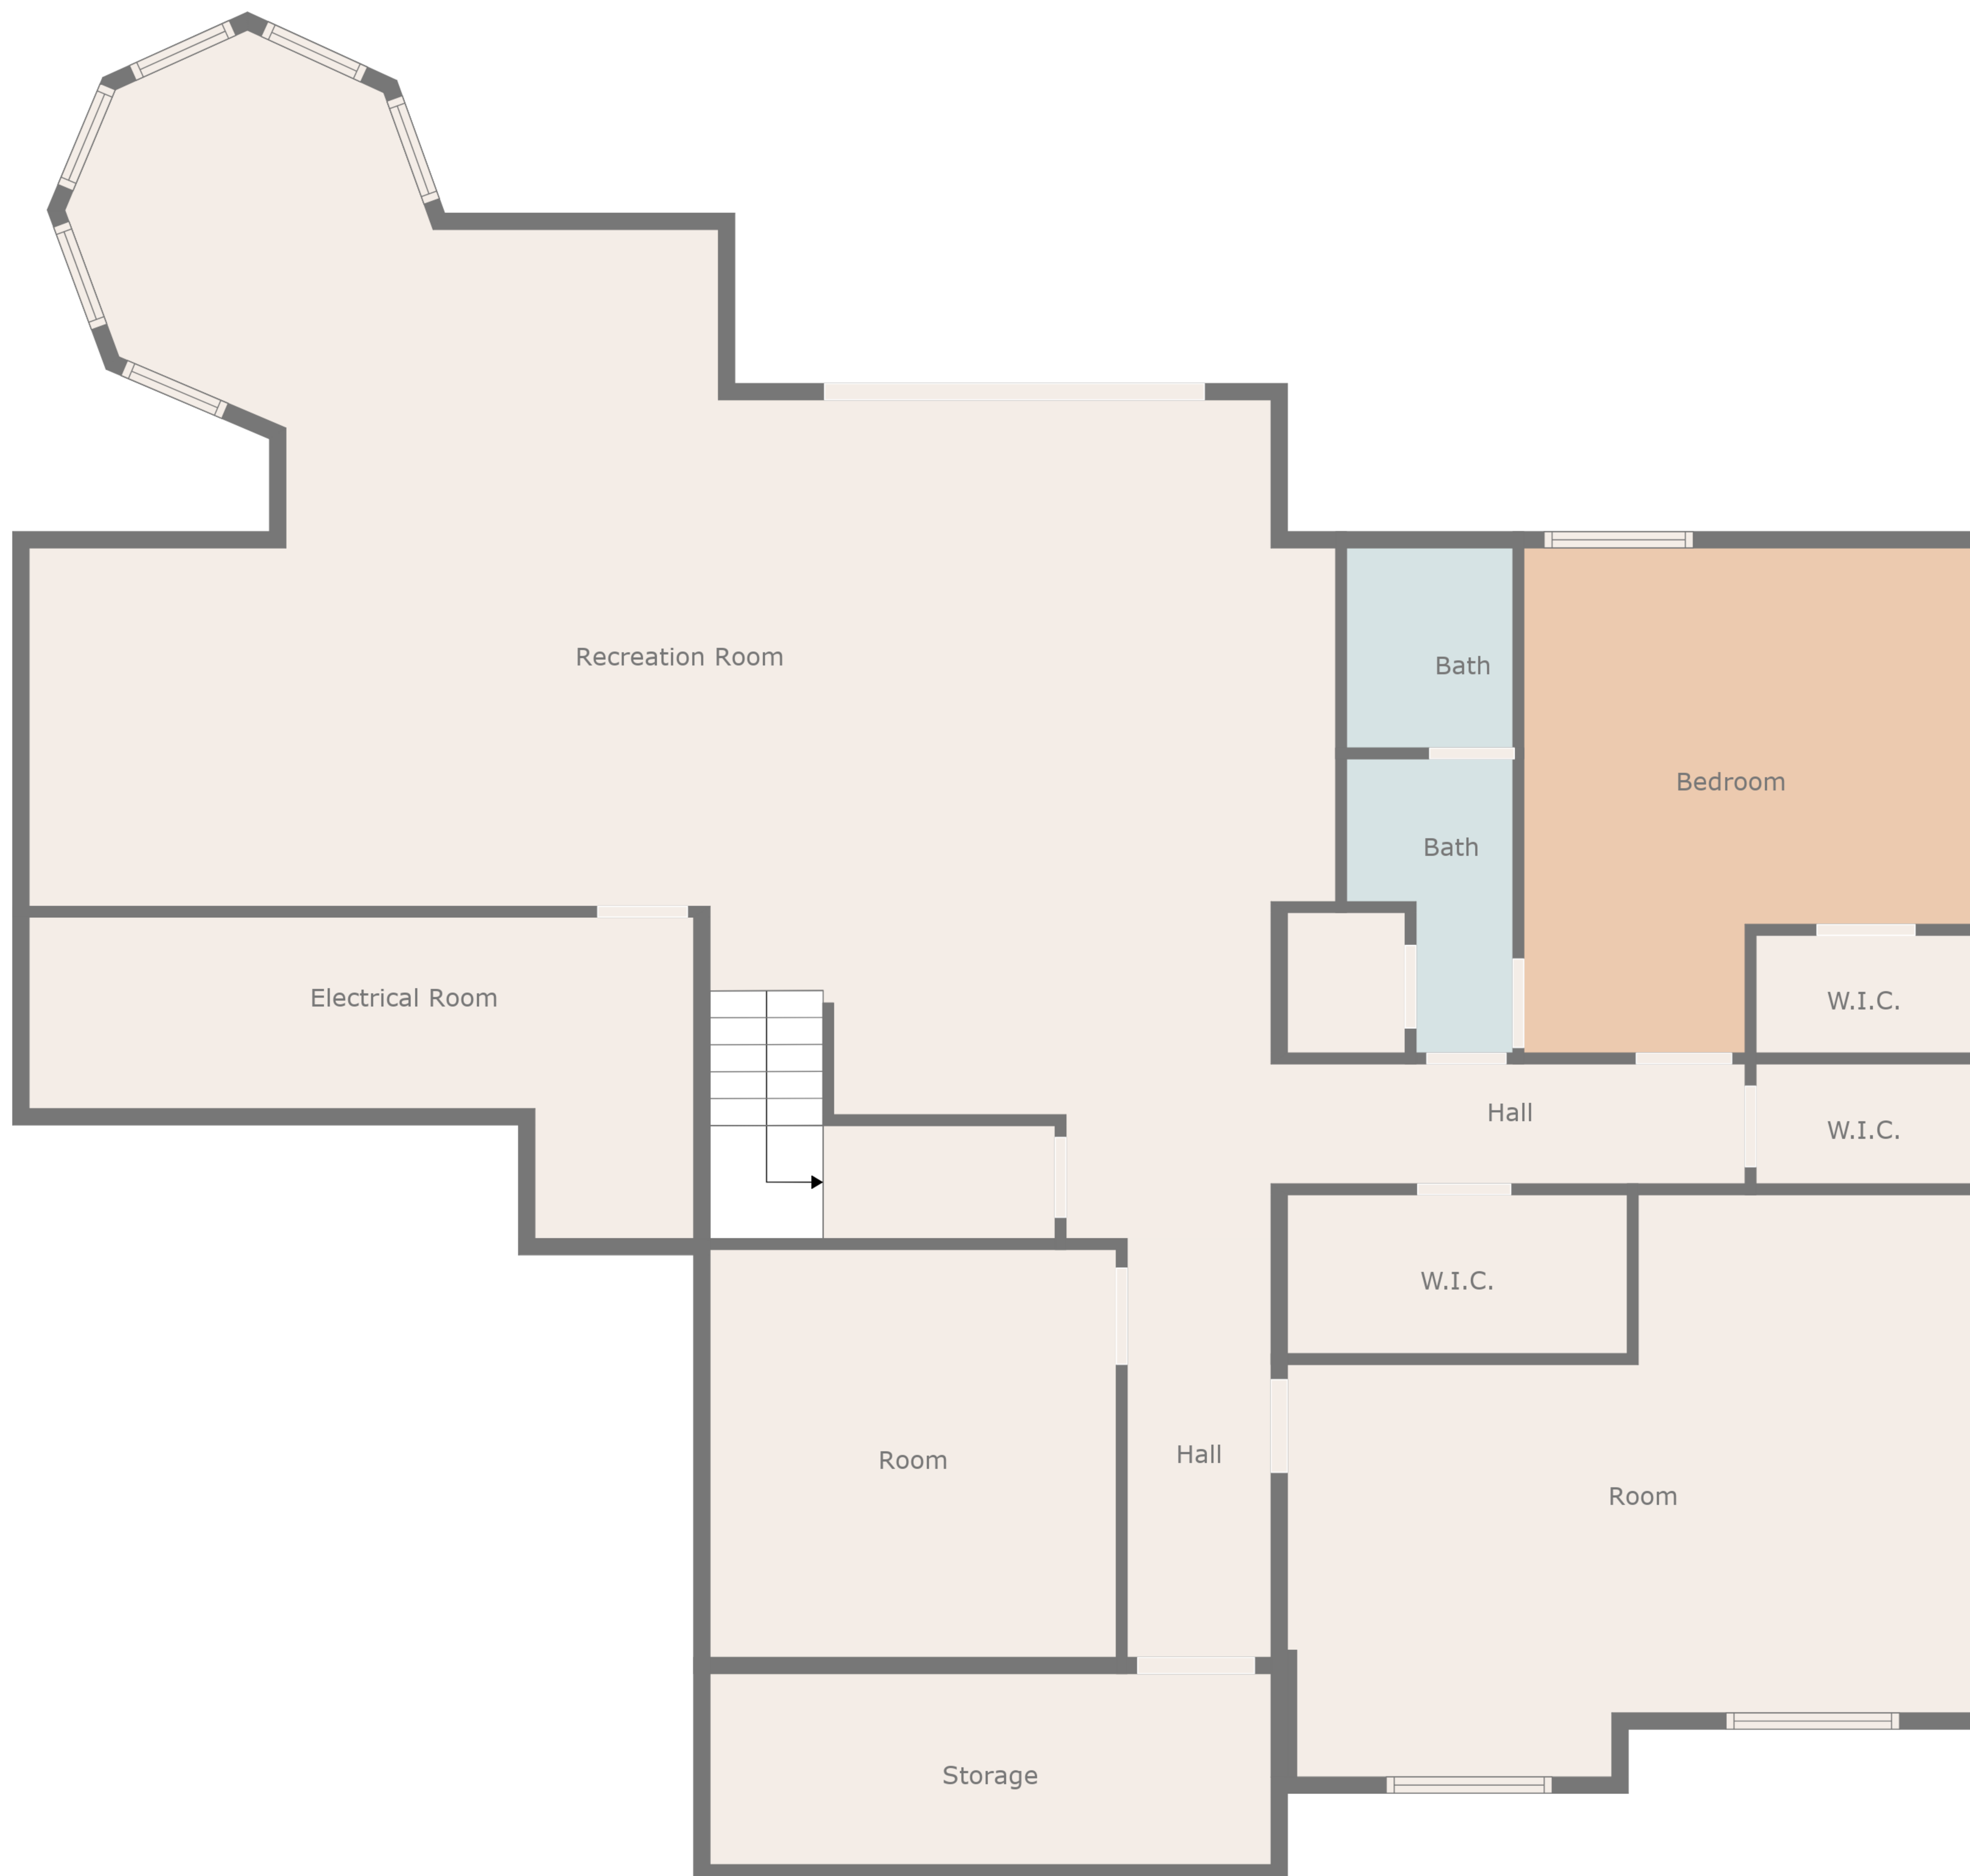 Recreation Room
Bath
Bedroom
Bath
Electrical Room
W.I.C.
Hall
W.I.C.
W.I.C.
Room
Hall
Room
Storage